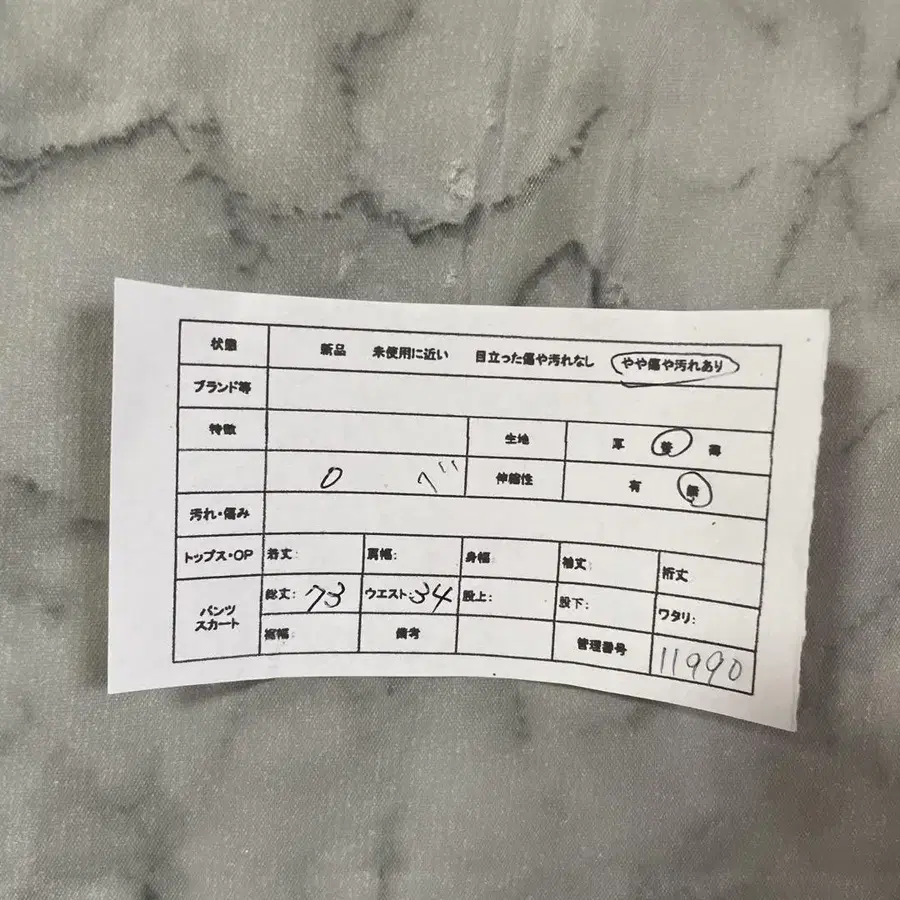 状態 新品 未使用に近い 目立った傷や汚れなし やや傷や汚れあり
ブランド等
特徴 生地 厚 普 薄
0 グ 伸縮性 有 無
汚れ・傷み
トップス・OP 着丈: 肩幅: 身幅: 袖丈: 裄丈
パンツ スカート 総丈: 73 ウエスト: 34 股上: 股下: ワタリ:
裾幅: 備考 管理番号 11990